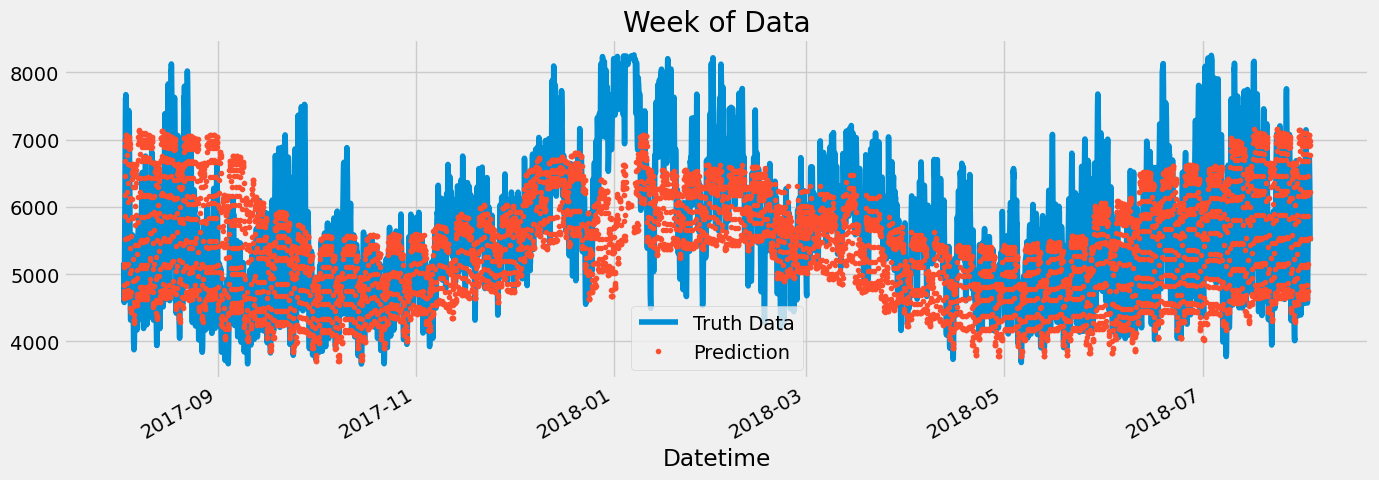 Week of Data
8000
7000
6000
5000
4000
Truth Data
Prediction
2017-09
2017-11
2018-01
2018-03
2018-05
2018-07
Datetime